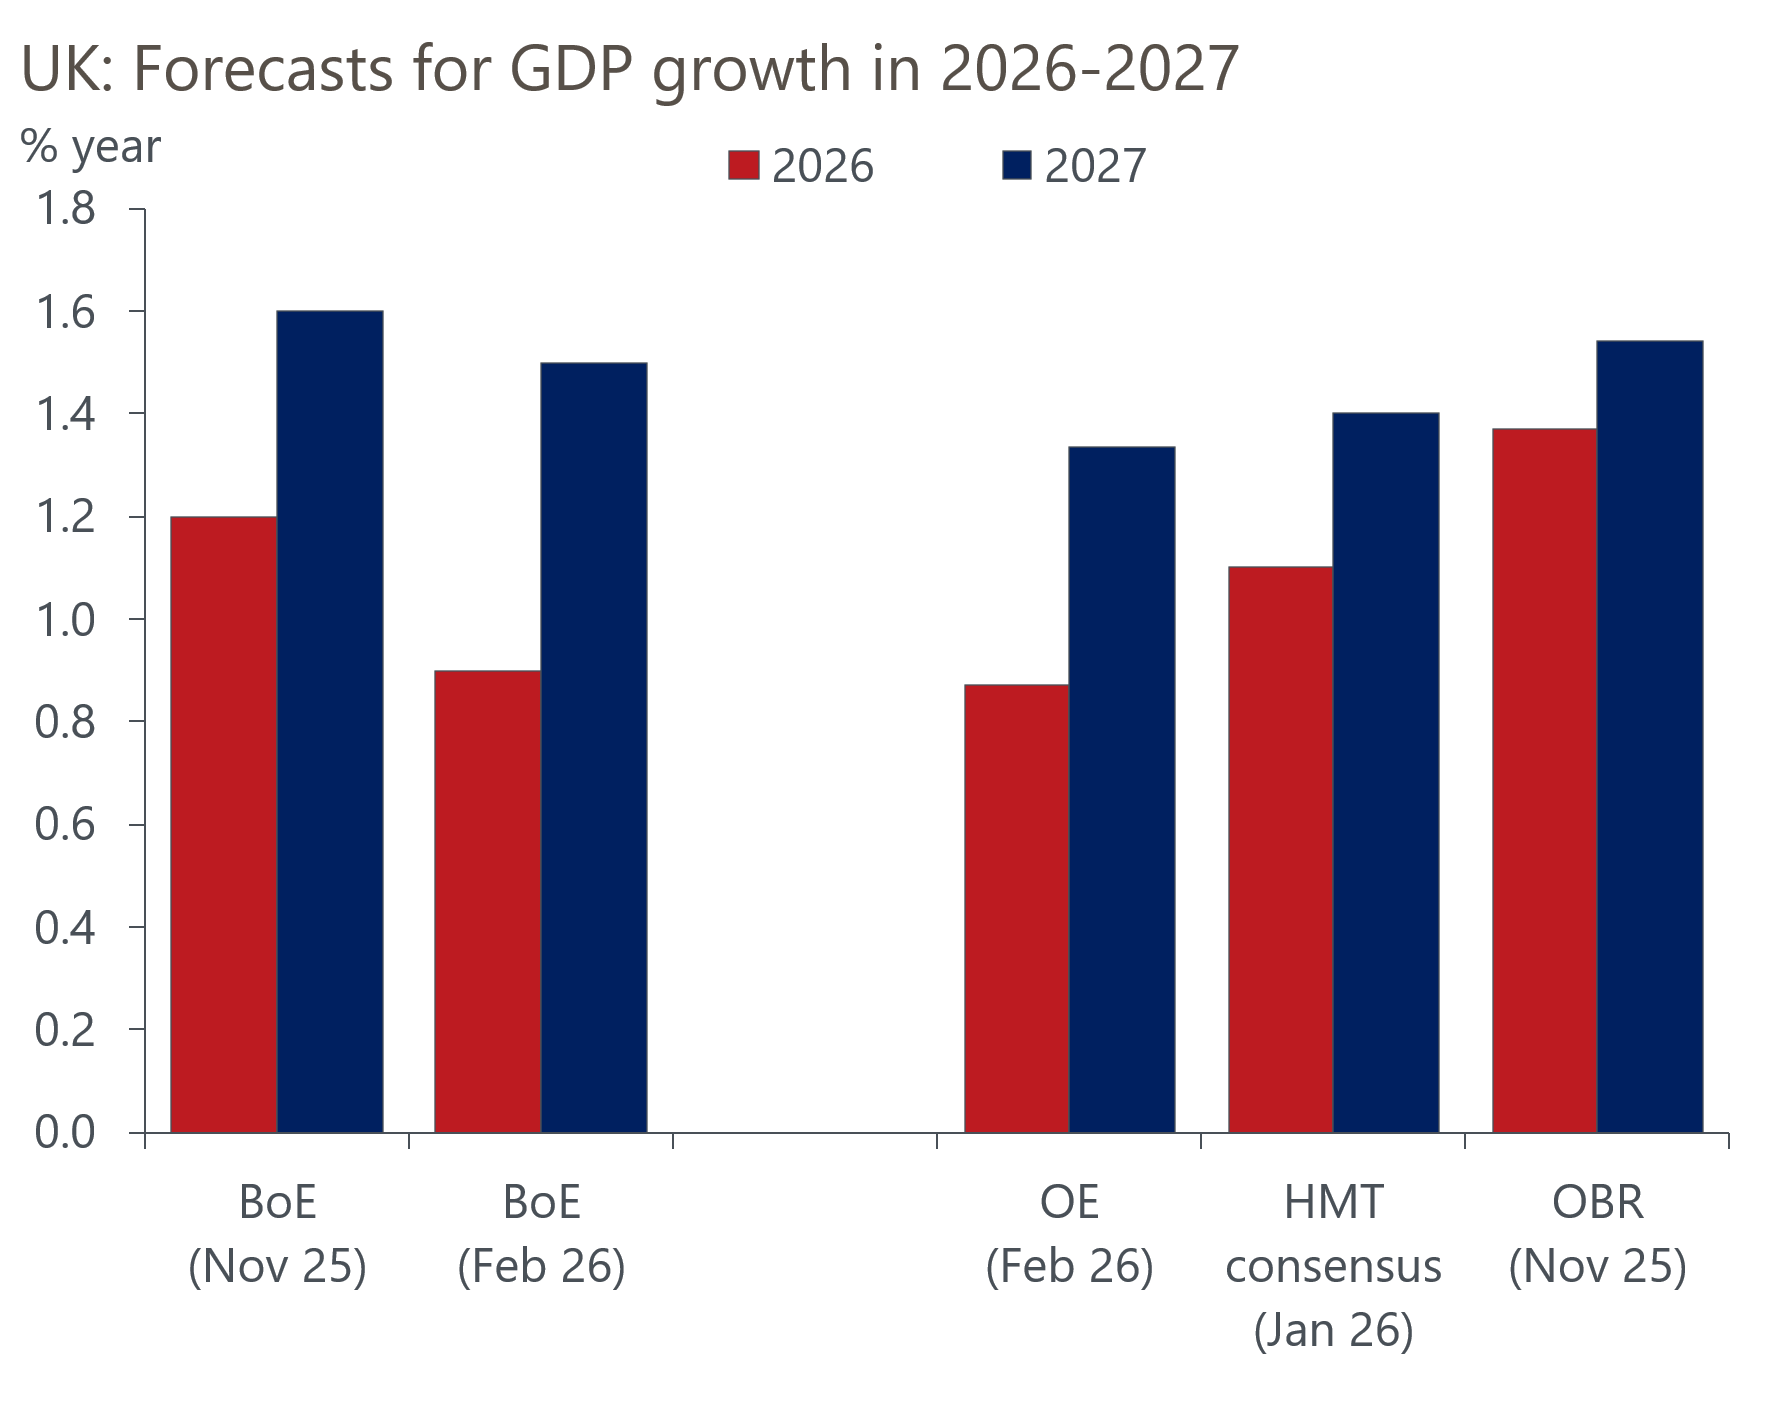 UK: Forecasts for GDP growth in 2026-2027
% year
2026
2027
1.8
1.6
1.4
1.2
1.0
0.8
0.6
0.4
0.2
0.0
BoE
(Nov 25)
BoE
(Feb 26)
OE
(Feb 26)
HMT
consensus
(Jan 26)
OBR
(Nov 25)